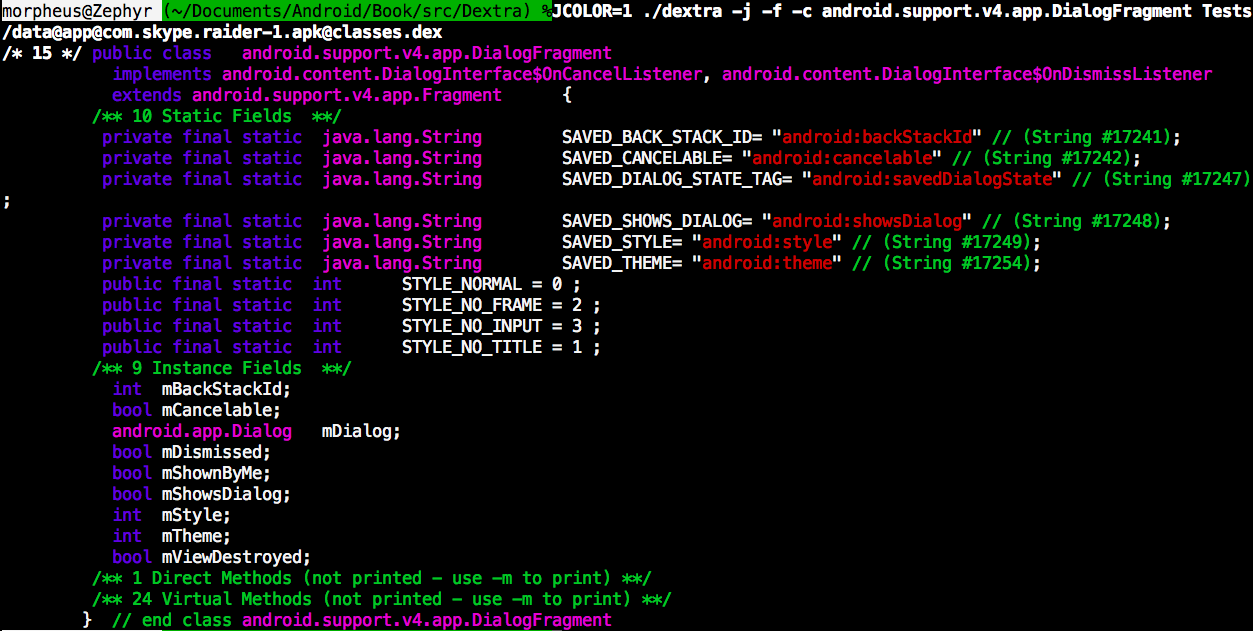 morpheus@Zephyr (~/Documents/Android/Book/src/Dextra) %JCOLOR=1 ./dextra -j -f -c android.support.v4.app.DialogFragment Tests
/data@app@com.skype.raider-1.apk@classes.dex
/* 15 */ public class   android.support.v4.app.DialogFragment
implements android.content.DialogInterface$OnCancelListener, android.content.DialogInterface$OnDismissListener
extends android.support.v4.app.Fragment      {
/** 10 Static Fields  **/
private final static  java.lang.String        SAVED_BACK_STACK_ID= "android:backStackId" // (String #17241);
private final static  java.lang.String        SAVED_CANCELABLE= "android:cancelable" // (String #17242);
private final static  java.lang.String        SAVED_DIALOG_STATE_TAG= "android:savedDialogState" // (String #17247)
;
private final static  java.lang.String        SAVED_SHOWS_DIALOG= "android:showsDialog" // (String #17248);
private final static  java.lang.String        SAVED_STYLE= "android:style" // (String #17249);
private final static  java.lang.String        SAVED_THEME= "android:theme" // (String #17254);
public final static  int      STYLE_NORMAL = 0 ;
public final static  int      STYLE_NO_FRAME = 2 ;
public final static  int      STYLE_NO_INPUT = 3 ;
public final static  int      STYLE_NO_TITLE = 1 ;
/** 9 Instance Fields  **/
int  mBackStackId;
bool mCancelable;
android.app.Dialog   mDialog;
bool mDismissed;
bool mShownByMe;
bool mShowsDialog;
int  mStyle;
int  mTheme;
bool mViewDestroyed;
/** 1 Direct Methods (not printed - use -m to print) **/
/** 24 Virtual Methods (not printed - use -m to print) **/
}  // end class android.support.v4.app.DialogFragment